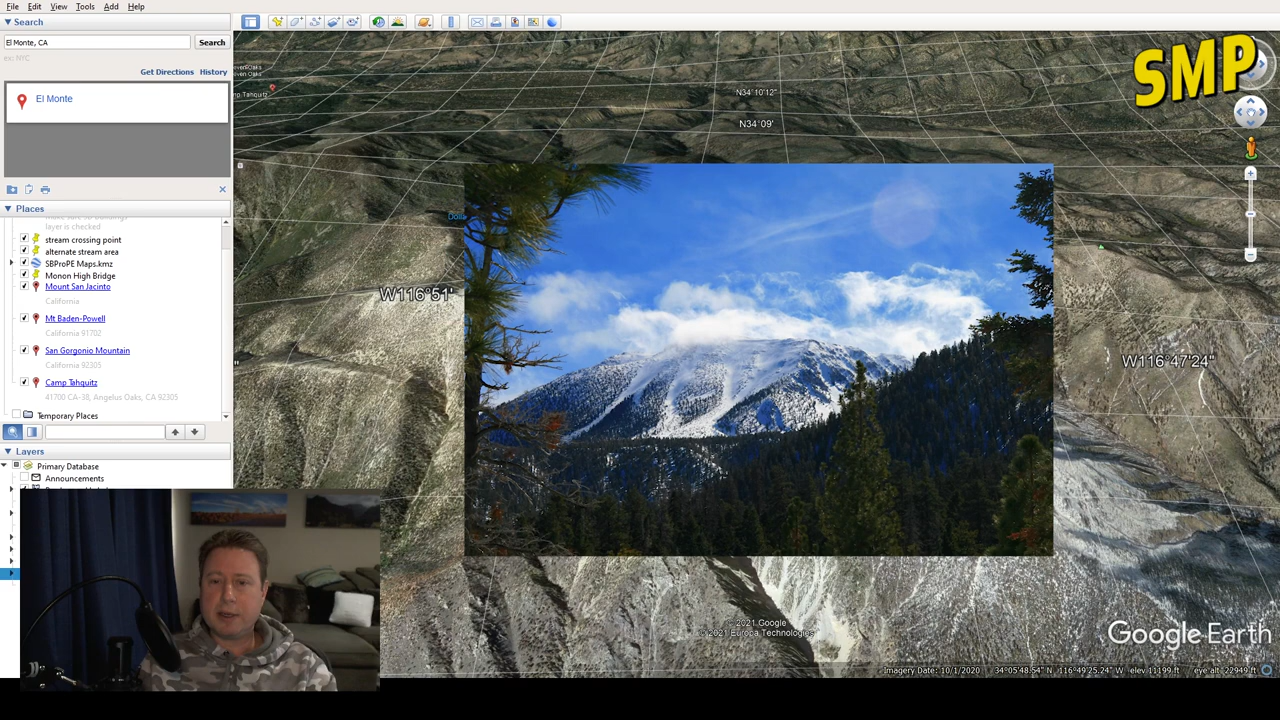 File Edit View Tools Add Help
Search
El Monte, CA
Search
ex: NYC
Get Directions History
El Monte
Places
layer is checked
stream crossing point
alternate stream area
SBProPE Maps.kmz
Monon High Bridge
Mount San Jacinto
California
Mt Baden-Powell
California 91702
San Gorgonio Mountain
California 92305
Camp Tahquitz
41700 CA-38, Angelus Oaks, CA 92305
Temporary Places
Layers
Primary Database
Announcements
SMP
N34°10'12"
N34°09'
W116°51'
W116°47'24"
2021 Google
© 2021 Europa Technologies
Google Earth
Imagery Date: 10/1/2020 34°05'48.54" N 116°49'25.24" W elev 11199 ft eye alt 22949 ft